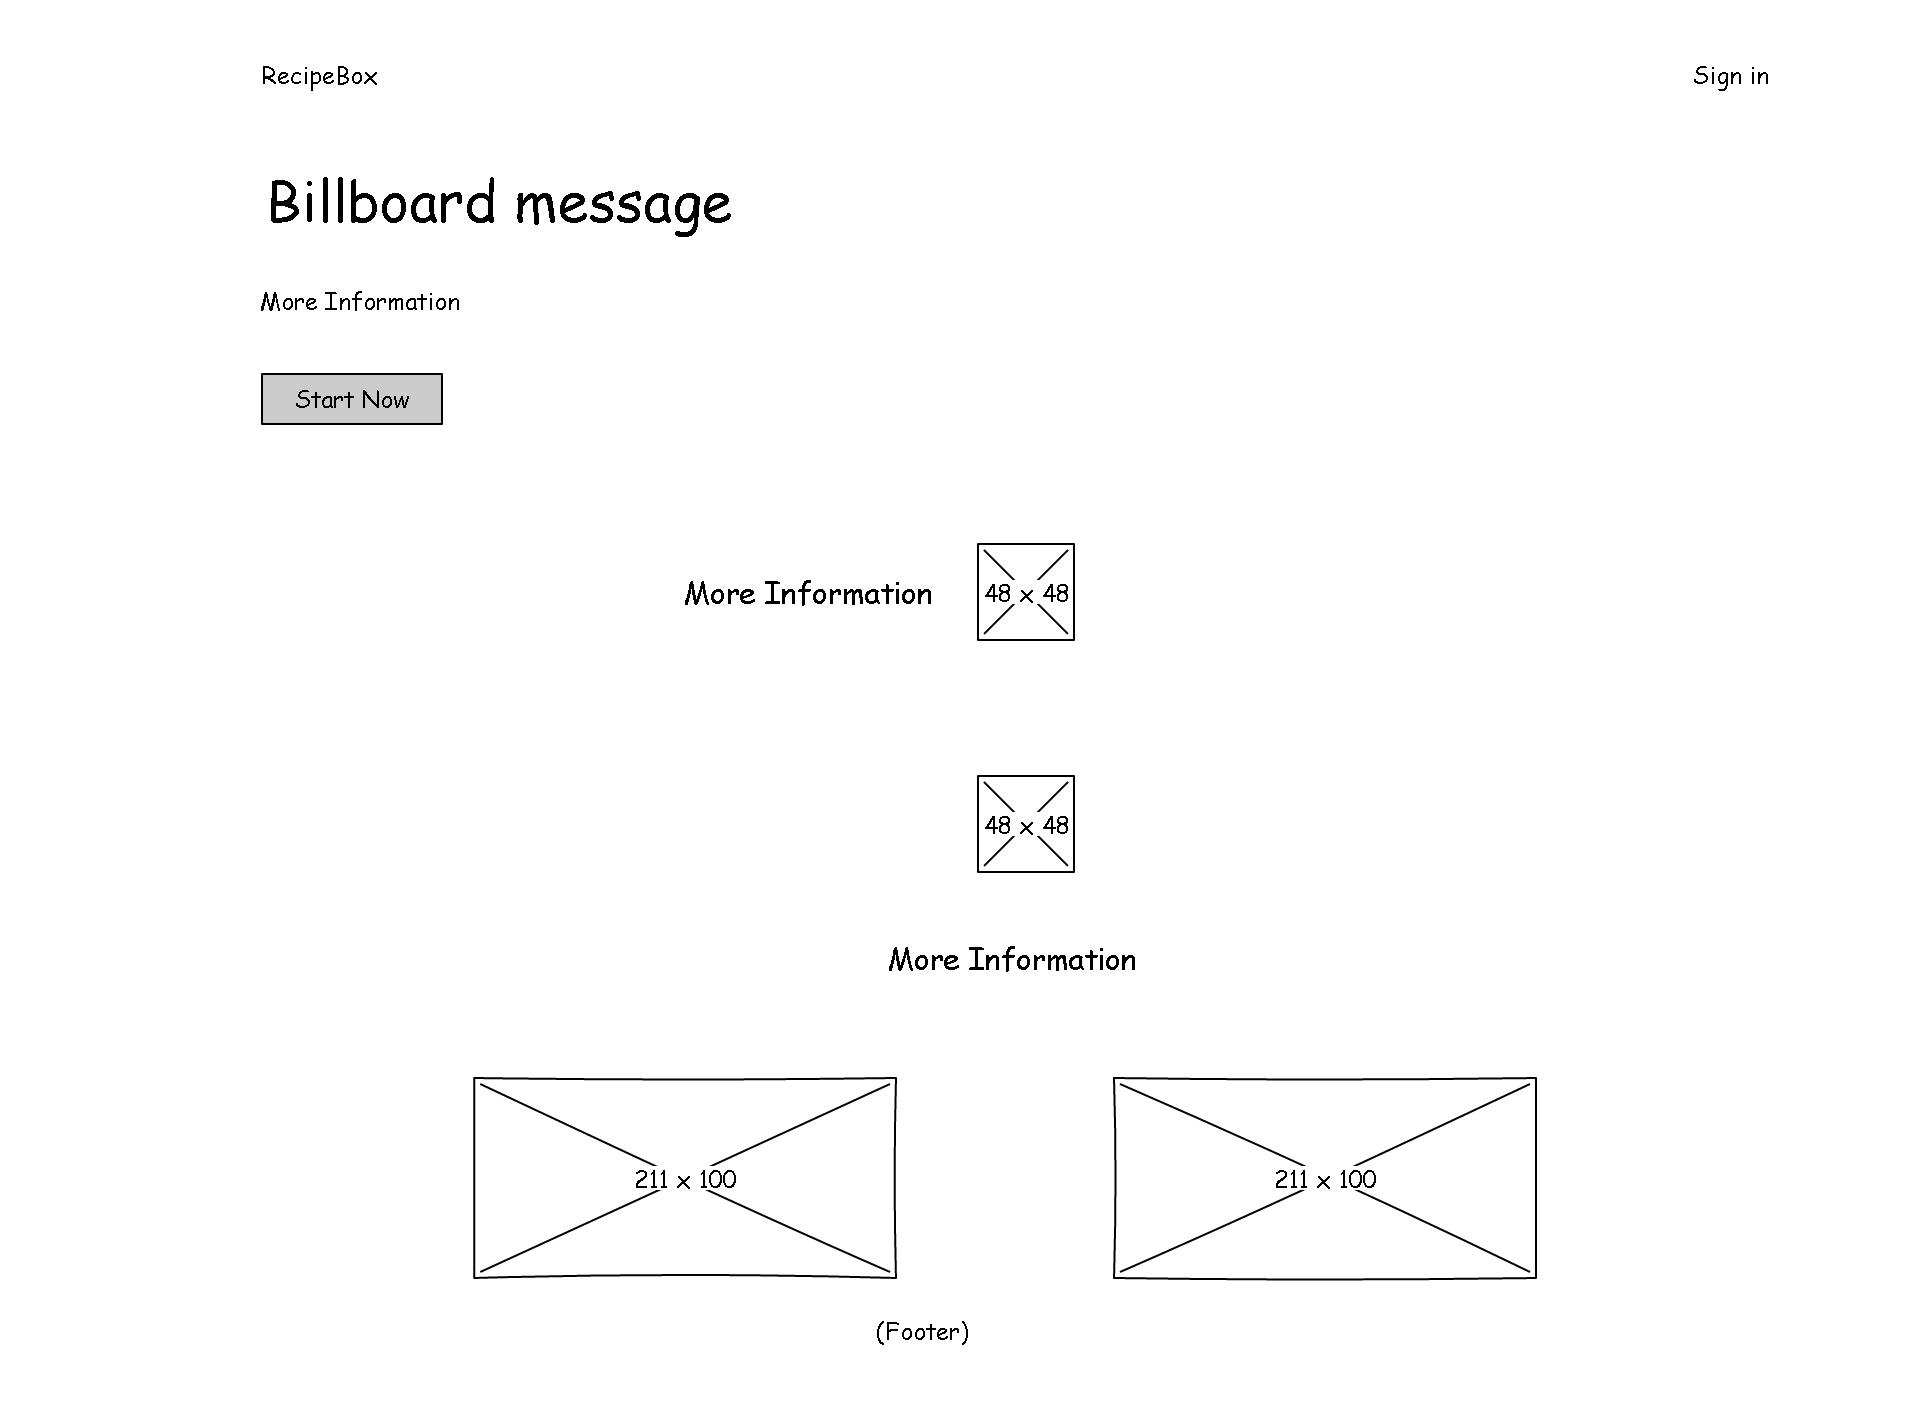 RecipeBox
Sign in
Billboard message
More Information
Start Now
More Information
48 x 48
48 x 48
More Information
211 x 100
211 x 100
(Footer)